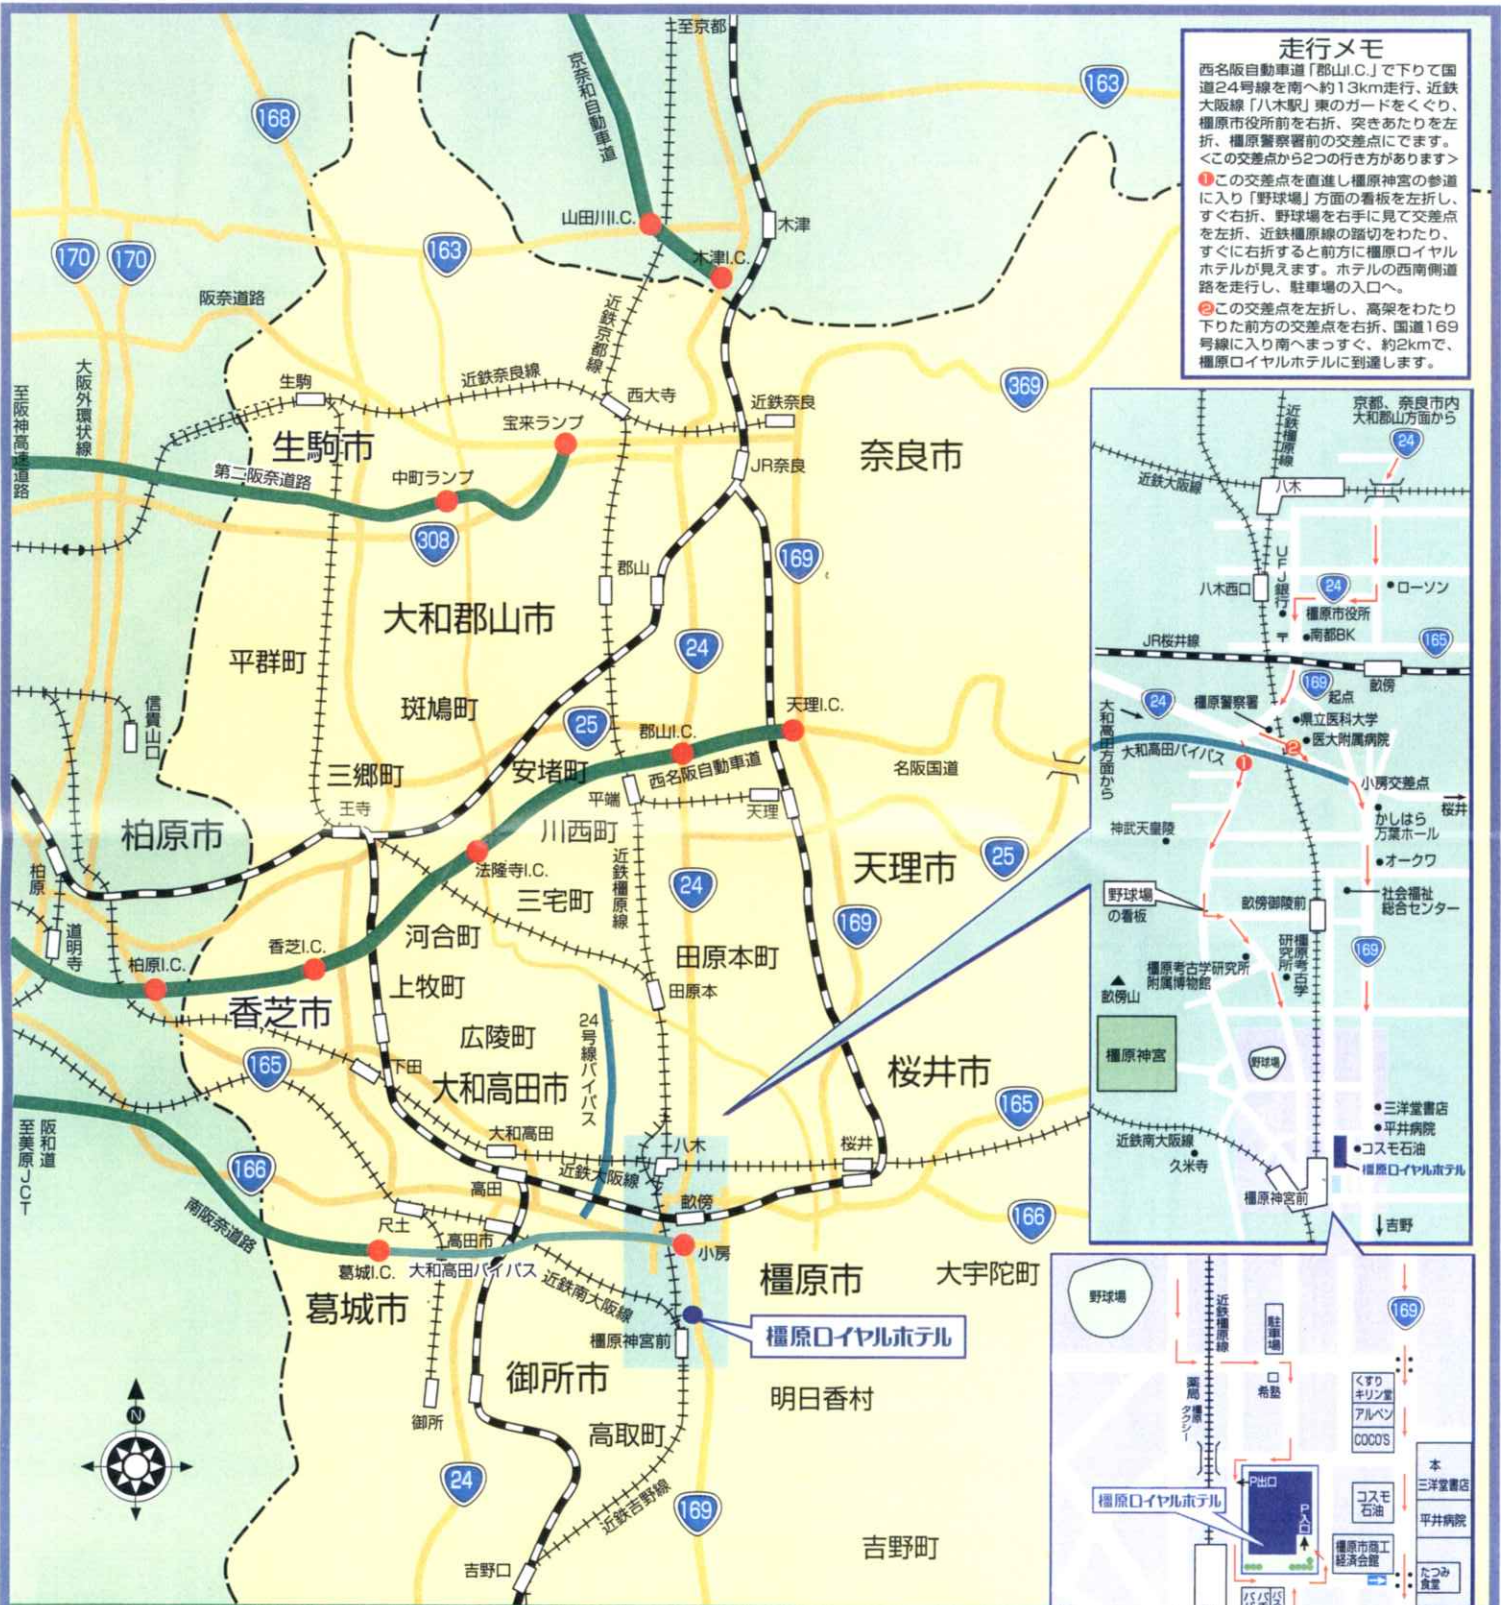 走行メモ
西名阪自動車道「郡山I.C.」で下りて国
道24号線を南へ約13km走行、近鉄
大阪線「八木駅」東のガードをくぐり、
橿原市役所前を右折、突きあたりを左
折、橿原警察署前の交差点にでます。
<この交差点から2つの行き方があります>
❶この交差点を直進し橿原神宮の参道
に入り「野球場」方面の看板を左折し、
すぐ右折、野球場を右手に見て交差点
を左折、近鉄橿原線の踏切をわたり、
すぐに右折すると前方に橿原ロイヤル
ホテルが見えます。ホテルの西南側道
路を走行し、駐車場の入口へ。
❷この交差点を左折し、高架をわたり
下りた前方の交差点を右折、国道169
号線に入り南へまっすぐ、約2kmで、
橿原ロイヤルホテルに到達します。
至京都
京奈和自動車道
168
163
山田川I.C.
木津
木津I.C.
170
170
163
阪奈道路
近鉄京都線
大阪外環状線
至阪神高速道路
生駒
近鉄奈良線
西大寺
近鉄奈良
369
宝来ランプ
生駒市
奈良市
JR奈良
第二阪奈道路
中町ランプ
308
郡山
169
大和郡山市
24
平群町
斑鳩町
信貴山口
25
郡山I.C.
天理I.C.
三郷町
安堵町
西名阪自動車道
名阪国道
平端
天理
王寺
川西町
柏原市
柏原
法隆寺I.C.
近鉄橿原線
天理市
25
24
三宅町
169
道明寺
河合町
香芝I.C.
柏原I.C.
田原本町
上牧町
田原本
香芝市
広陵町
24号線バイパス
165
下田
大和高田市
桜井市
165
阪和道
至美原JCT
大和高田
八木
桜井
166
近鉄大阪線
高田
畝傍
166
南阪奈道路
尺土
高田市
小房
葛城I.C.
大和高田バイパス
近鉄南大阪線
橿原市
大宇陀町
葛城市
橿原神宮前
橿原ロイヤルホテル
御所市
明日香村
御所
高取町
N
24
近鉄吉野線
169
吉野口
吉野町
京都、奈良市内
大和郡山方面から
近鉄橿原線
24
近鉄大阪線
八木
UFJ銀行
八木西口
24
ローソン
橿原市役所
〒
南都BK
165
JR桜井線
畝傍
169
起点
橿原警察署
24
県立医科大学
医大附属病院
大和高田方面から
大和高田バイパス
❶
❷
小房交差点
桜井
かしはら
万葉ホール
神武天皇陵
オークワ
野球場
の看板
畝傍御陵前
社会福祉
総合センター
169
橿原考古学
研究所
橿原考古学研究所
附属博物館
畝傍山
橿原神宮
野球場
三洋堂書店
平井病院
コスモ石油
橿原ロイヤルホテル
近鉄南大阪線
久米寺
橿原神宮前
吉野
野球場
近鉄橿原線
駐車場
169
希塾
薬局
橿原
タクシー
くすり
キリン堂
アルペン
COCO'S
P出口
橿原ロイヤルホテル
P入口
コスモ
石油
本
三洋堂書店
平井病院
橿原市商工
経済会館
たつみ
食堂